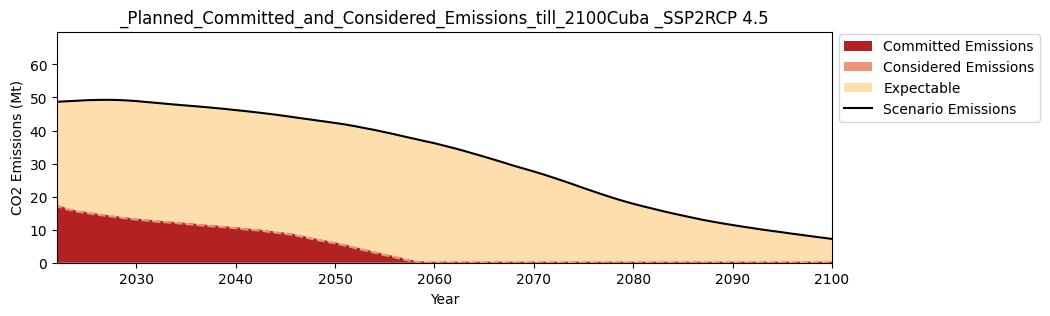 _Planned_Committed_and_Considered_Emissions_till_2100Cuba _SSP2RCP 4.5
Committed Emissions
Considered Emissions
Expectable
Scenario Emissions
CO2 Emissions (Mt)
60
50
40
30
20
10
0
2030 2040 2050 2060 2070 2080 2090 2100
Year